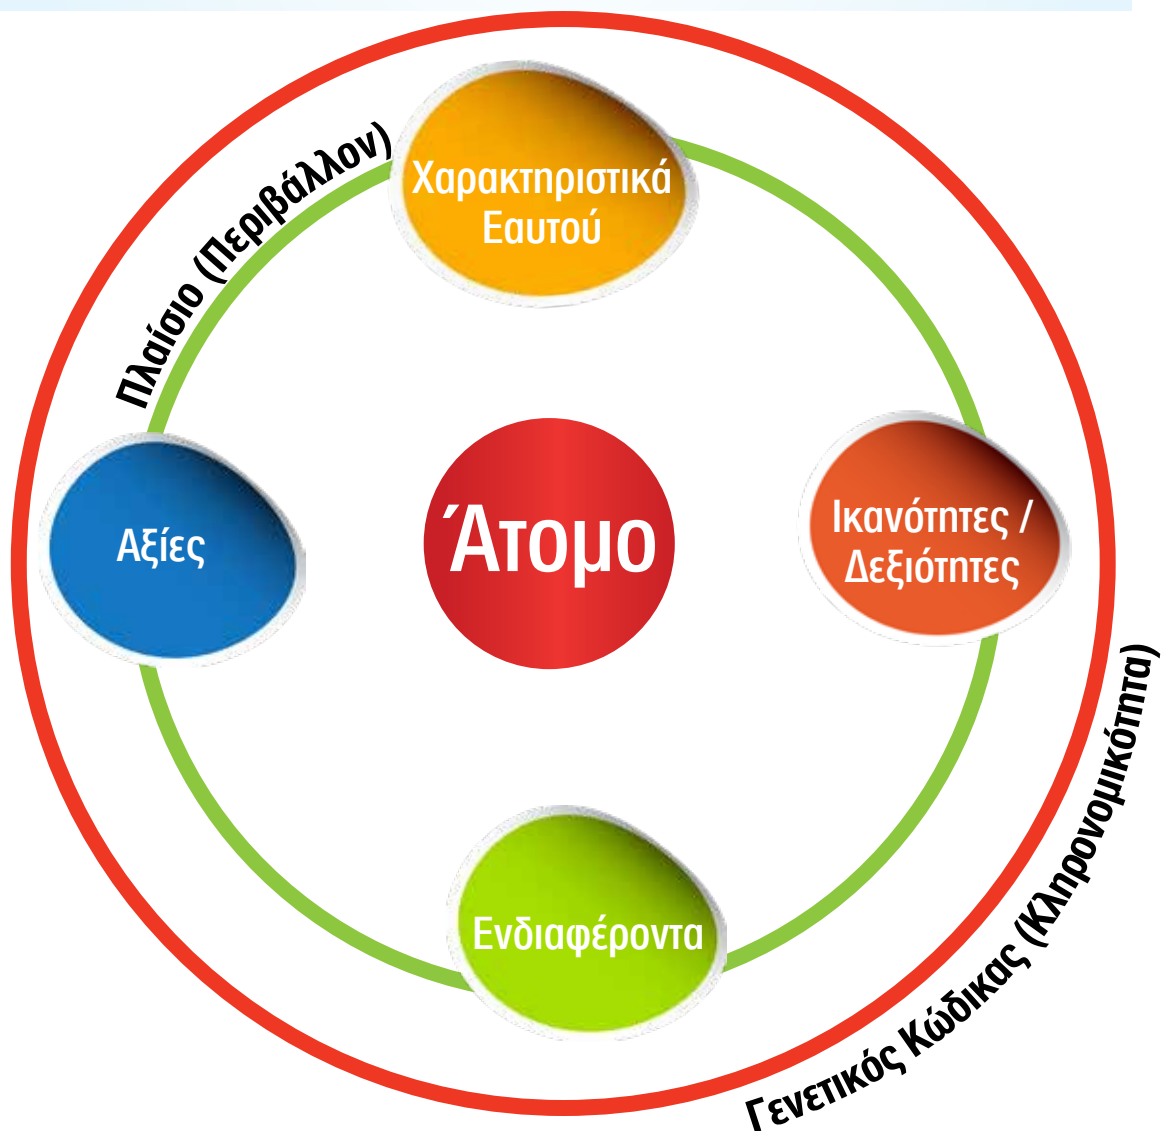 Πλαίσιο (Περιβάλλον)
Χαρακτηριστικά
Εαυτού
Αξίες
Άτομο
Ικανότητες /
Δεξιότητες
Ενδιαφέροντα
Γενετικός Κώδικας (Κληρονομικότητα)